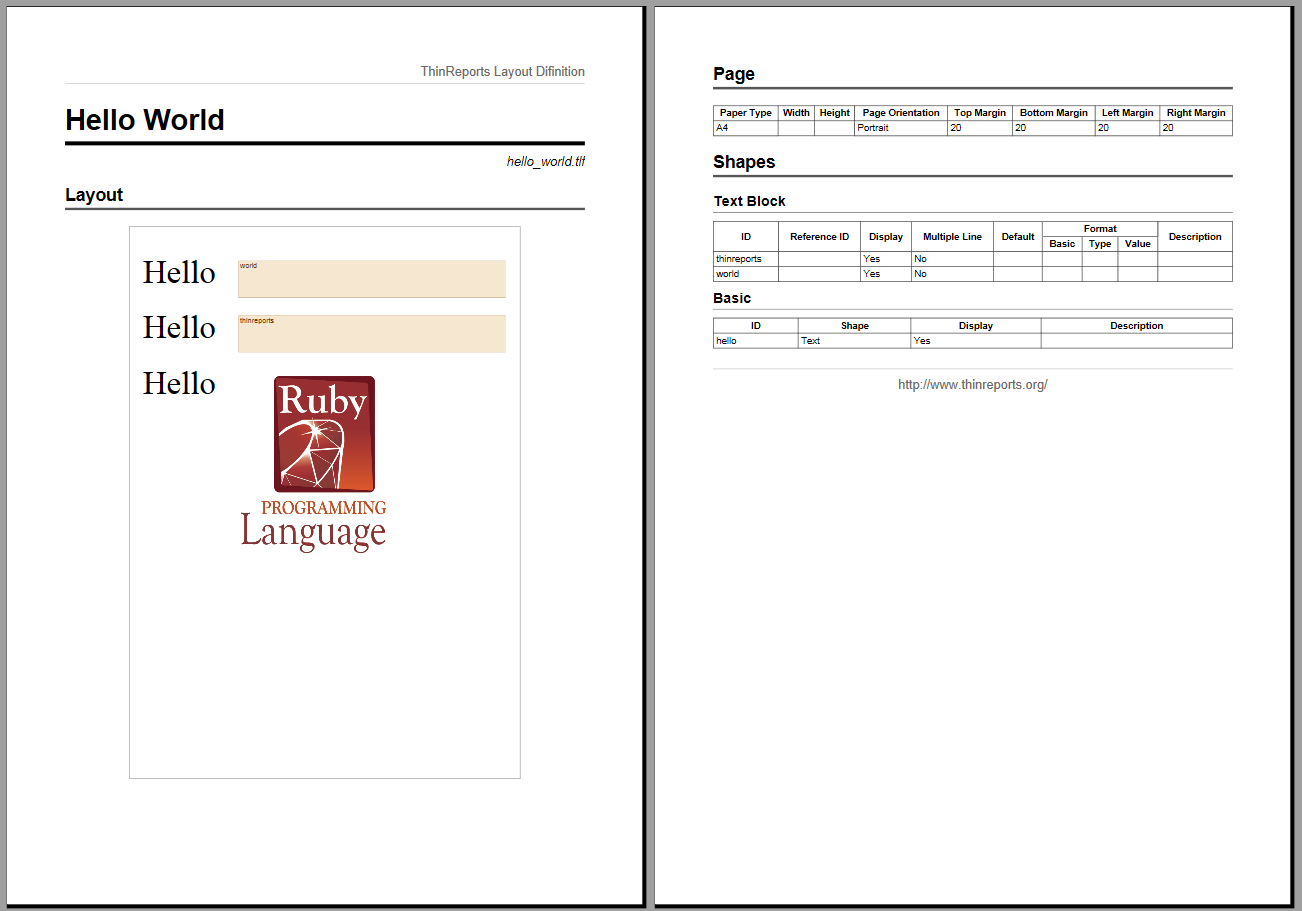 ThinReports Layout Difinition
Hello World
hello_world.tlf
Layout
Hello world
Hello thinreports
Hello
Ruby
PROGRAMMING
Language
Page
Paper Type Width Height Page Orientation Top Margin Bottom Margin Left Margin Right Margin
A4 Portrait 20 20 20 20
Shapes
Text Block
ID Reference ID Display Multiple Line Default Format Description
Basic Type Value
thinreports Yes No
world Yes No
Basic
ID Shape Display Description
hello Text Yes
http://www.thinreports.org/